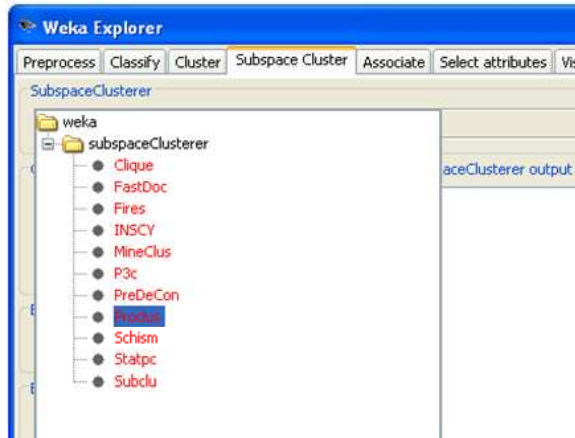 Weka Explorer
Preprocess Classify Cluster Subspace Cluster Associate Select attributes
SubspaceClusterer
weka
subspaceClusterer
Clique
aceClusterer output
FastDoc
Fires
INSCY
MineClus
P3c
PreDeCon
Proclus
Schism
Statpc
Subclu